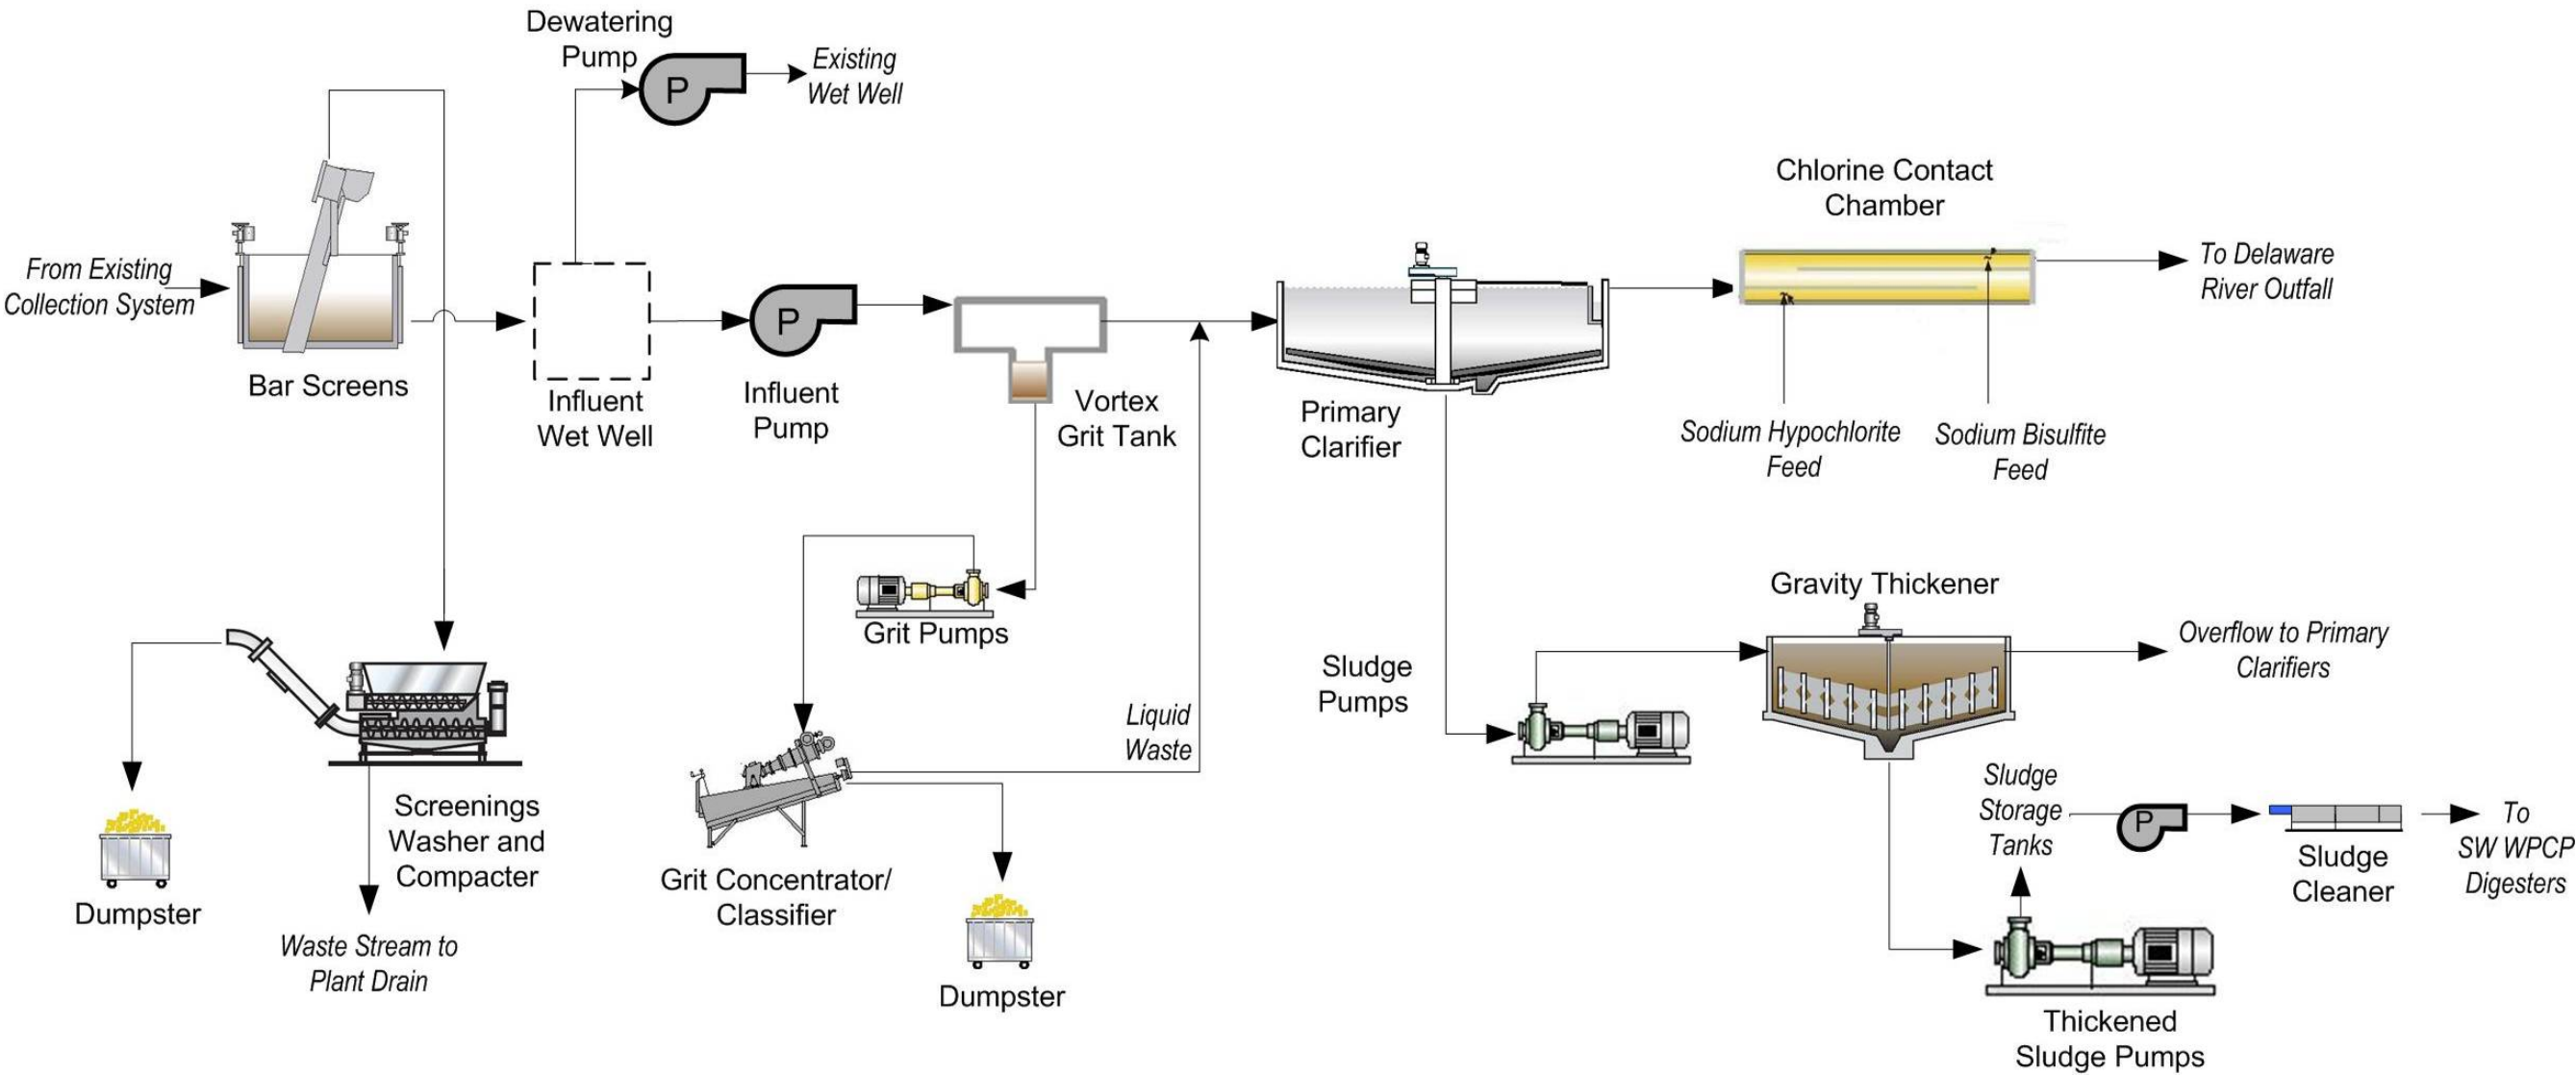 Dewatering
Pump
P
Existing
Wet Well
From Existing
Collection System
Bar Screens
Influent
Wet Well
P
Influent
Pump
Vortex
Grit Tank
Primary
Clarifier
Chlorine Contact
Chamber
To Delaware
River Outfall
Sodium Hypochlorite
Feed
Sodium Bisulfite
Feed
Grit Pumps
Liquid
Waste
Grit Concentrator/
Classifier
Dumpster
Screenings
Washer and
Compacter
Dumpster
Waste Stream to
Plant Drain
Sludge
Pumps
Gravity Thickener
Overflow to Primary
Clarifiers
Sludge
Storage
Tanks
P
Sludge
Cleaner
To
SW WPCP
Digesters
Thickened
Sludge Pumps